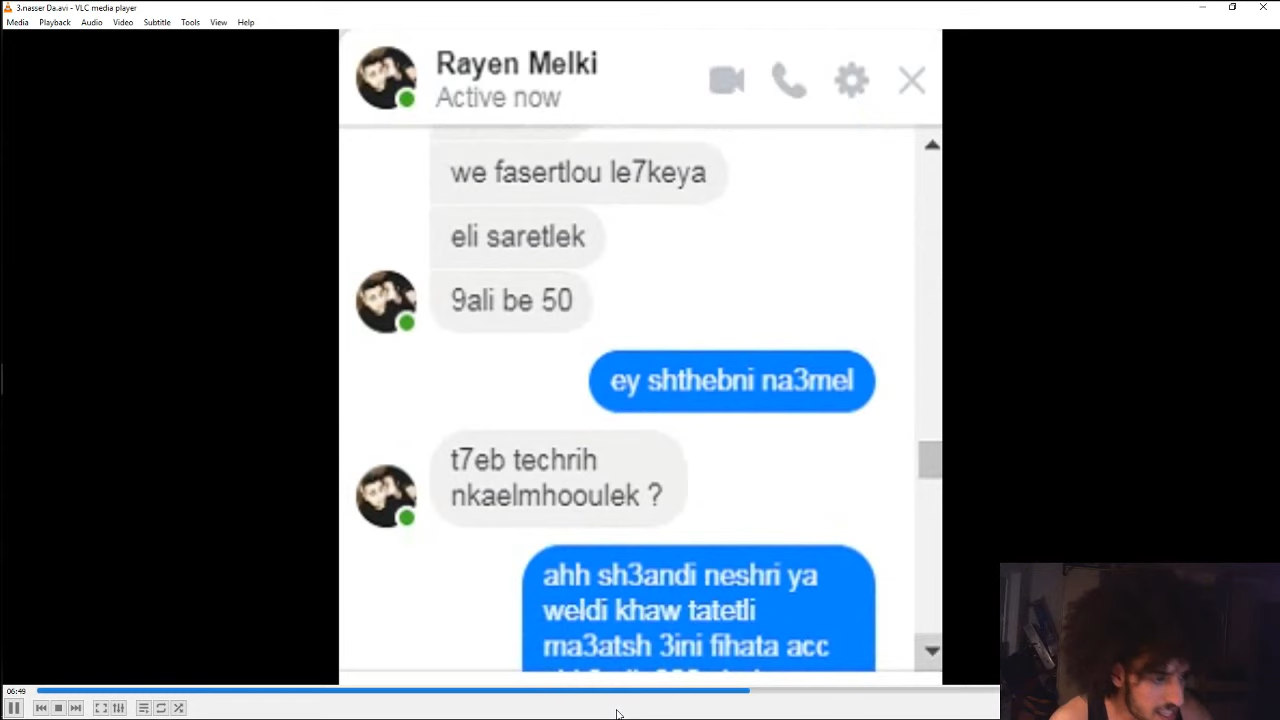 3.nasser Da.avi - VLC media player
Media Playback Audio Video Subtitle Tools View Help
Rayen Melki
Active now
we fasertlou le7keya
eli saretlek
9ali be 50
ey shthebni na3mel
t7eb techrih
nkaelmhooulek ?
ahh sh3andi neshri ya
weldi khaw tatetli
ma3atsh 3ini fihata acc
06:49